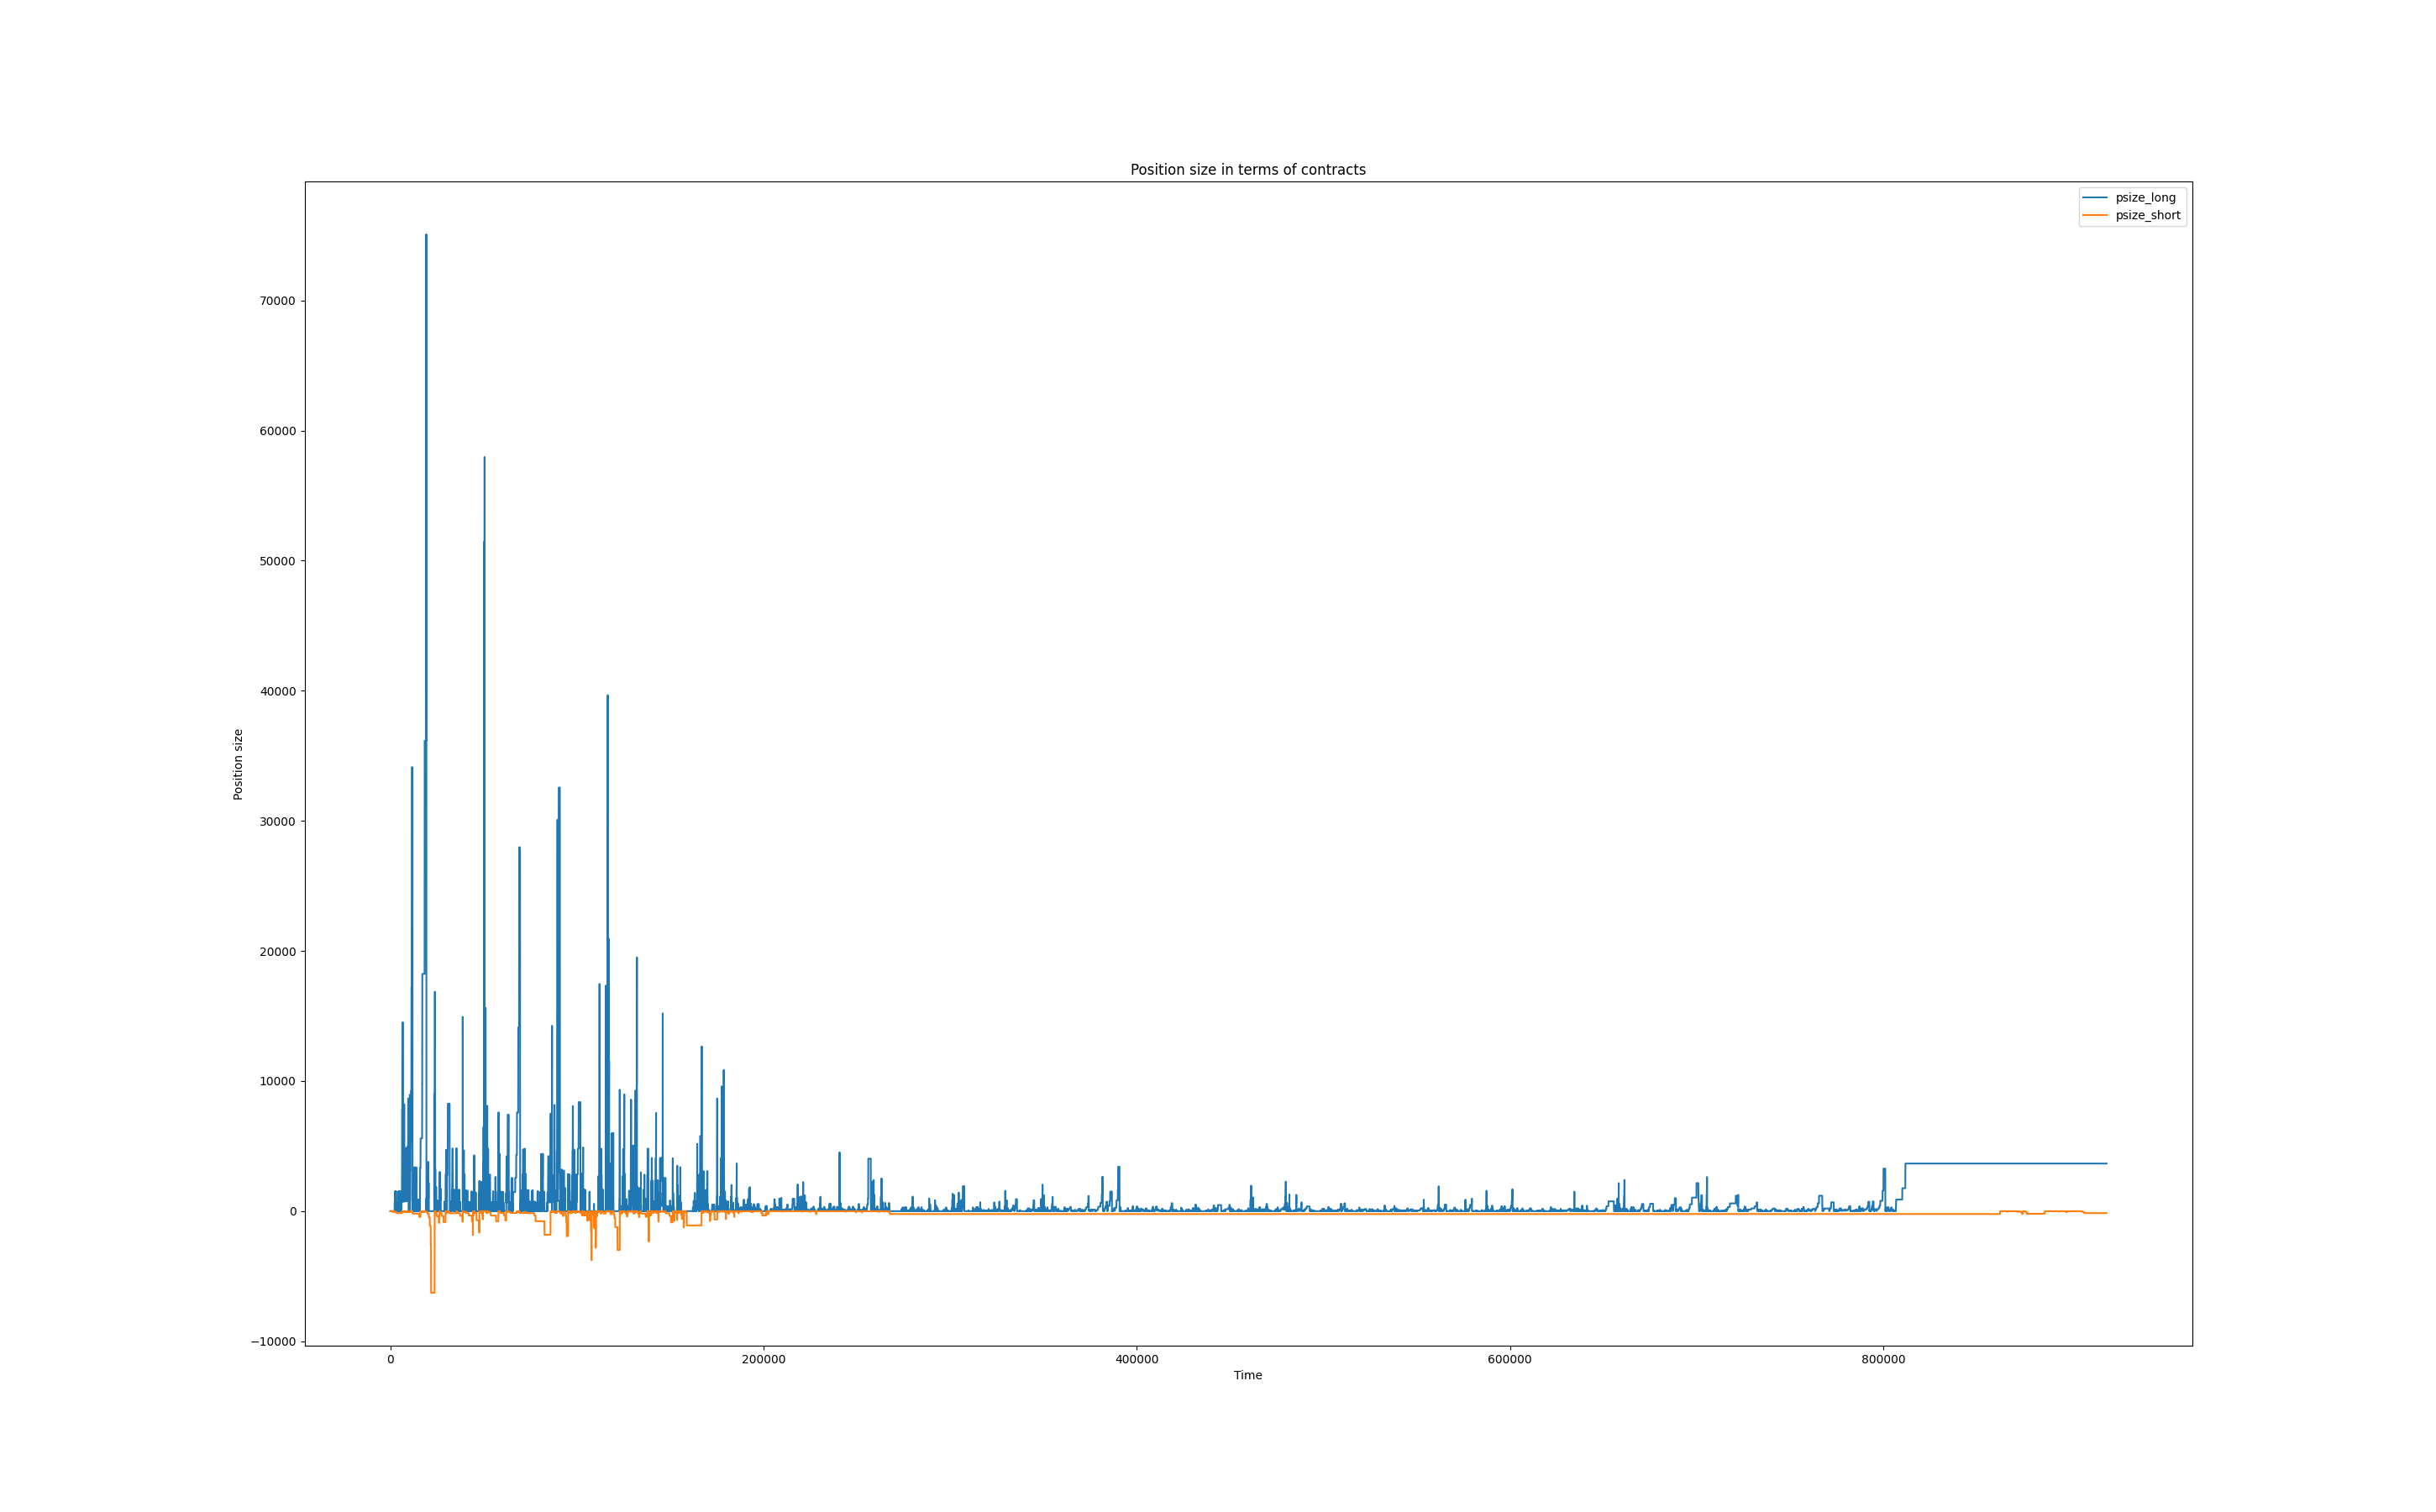 Position size in terms of contracts
psize_long
psize_short
Position size
70000
60000
50000
40000
30000
20000
10000
0
−10000
0
200000
400000
600000
800000
Time